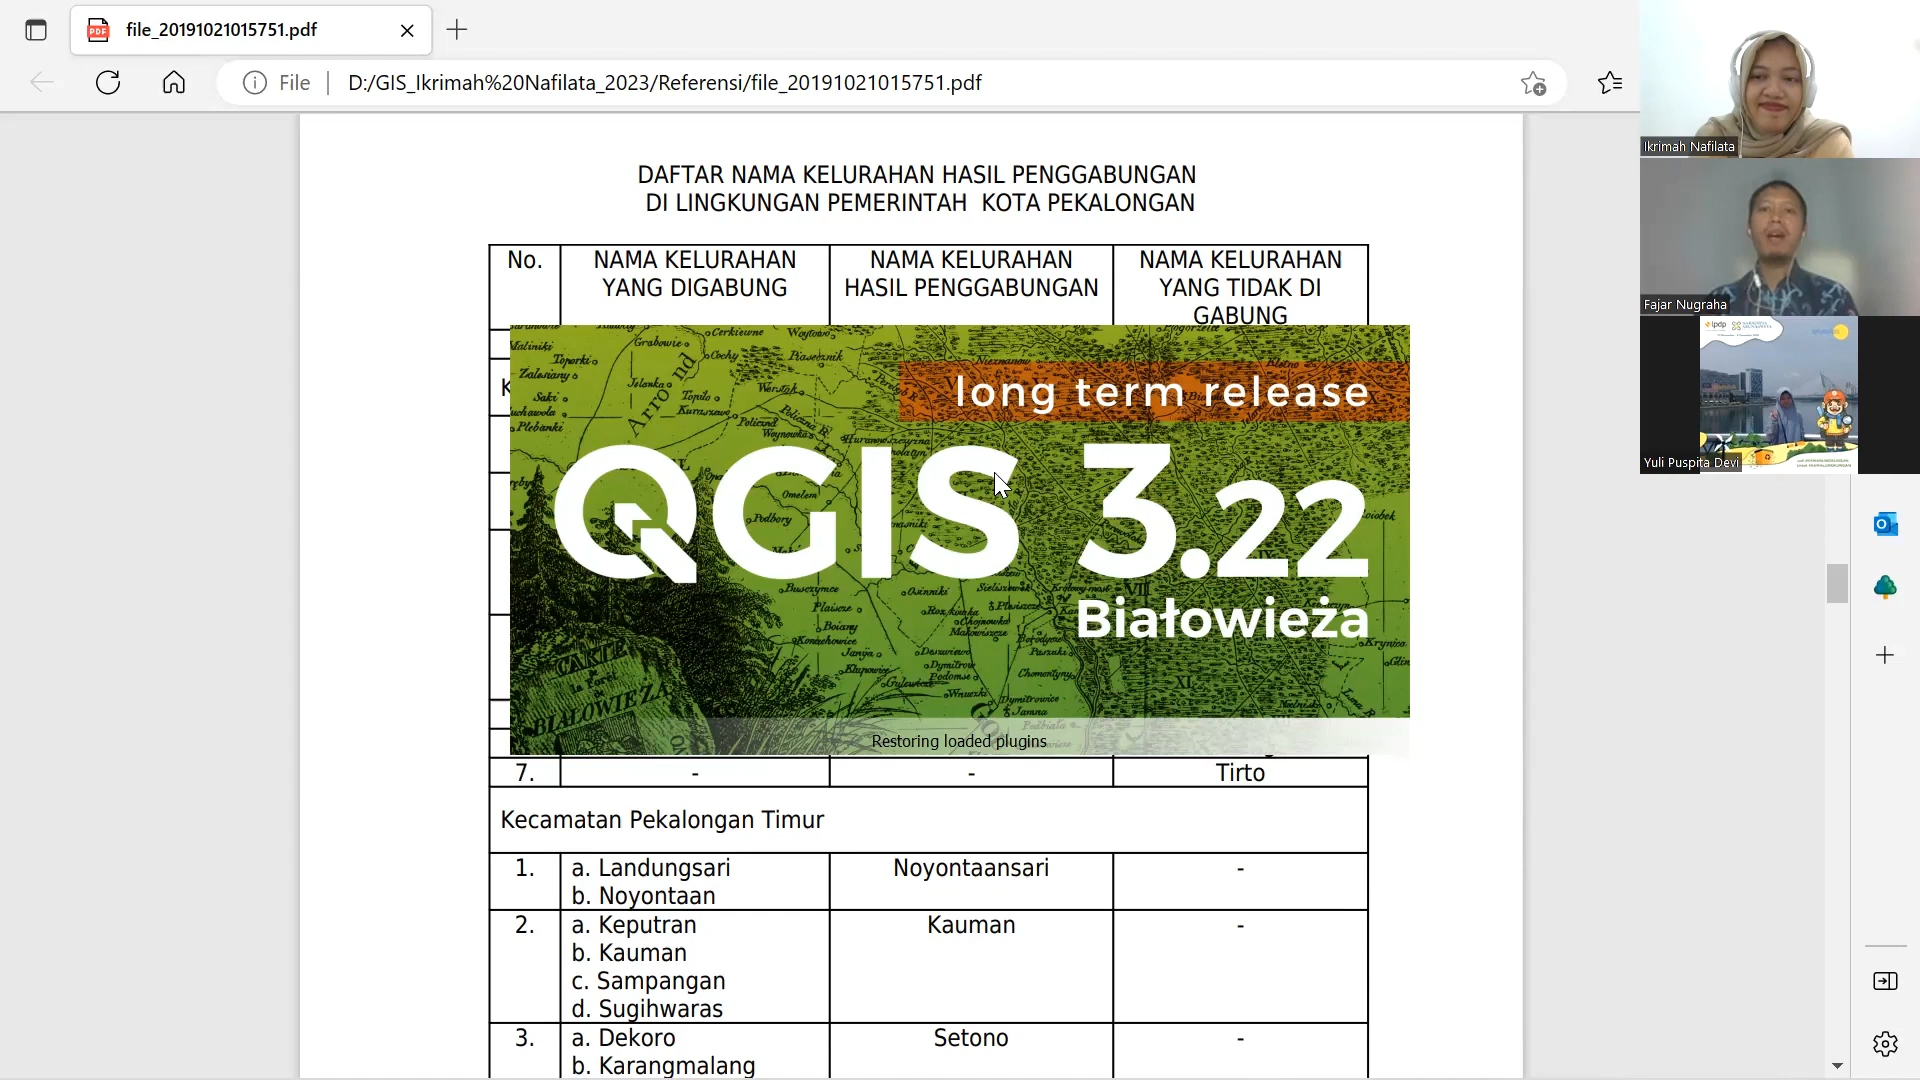 file_20191021015751.pdf
File
D:/GIS_Ikrimah%20Nafilata_2023/Referensi/file_20191021015751.pdf
DAFTAR NAMA KELURAHAN HASIL PENGGABUNGAN
DI LINGKUNGAN PEMERINTAH KOTA PEKALONGAN
No.
NAMA KELURAHAN
YANG DIGABUNG
NAMA KELURAHAN
HASIL PENGGABUNGAN
NAMA KELURAHAN
YANG TIDAK DI
GABUNG
long term release
QGIS 3.22
Białowieża
Restoring loaded plugins
7. - - Tirto
Kecamatan Pekalongan Timur
1. a. Landungsari Noyontaansari -
b. Noyontaan
2. a. Keputran Kauman -
b. Kauman
c. Sampangan
d. Sugihwaras
3. a. Dekoro Setono -
b. Karangmalang
Ikrimah Nafilata
Fajar Nugraha
lpdp
Yuli Puspita Devi